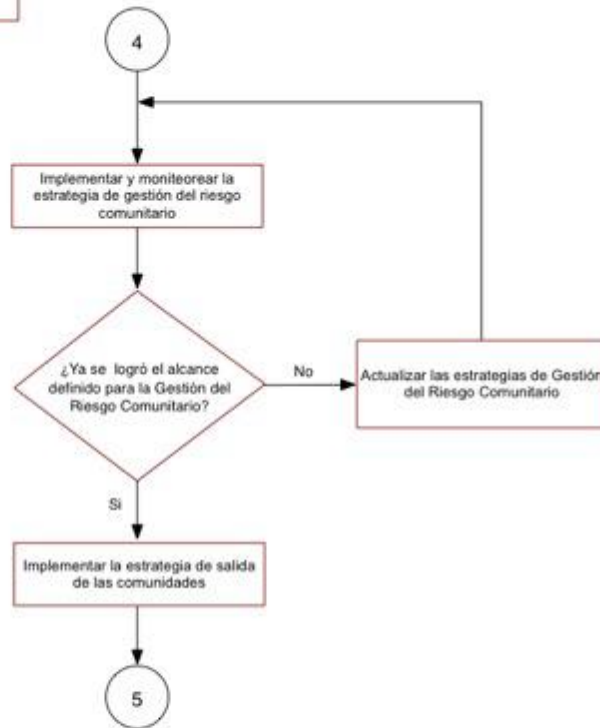 4
Implementar y moniteorear la
estrategia de gestión del riesgo
comunitario
¿Ya se logró el alcance
definido para la Gestión del
Riesgo Comunitario?
No
Actualizar las estrategias de Gestión
del Riesgo Comunitario
Si
Implementar la estrategia de salida
de las comunidades
5